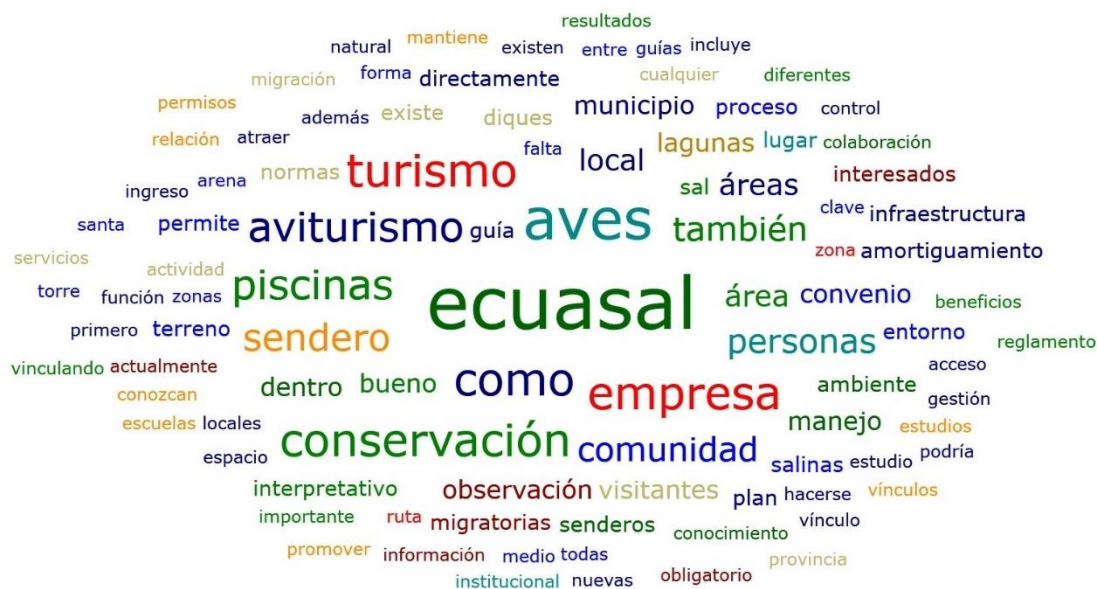 resultados
natural mantiene existen entre guías incluye
migración forma directamente cualquier diferentes
permisos además existe diques municipio proceso control
relación atraer falta lagunas lugar colaboración
ingreso arena normas turismo local sal áreas interesados
santa permite aviturismo guía aves también clave infraestructura
servicios actividad zona amortiguamiento
torre función zonas piscinas ecuasal área convenio beneficios
primero terreno sendero personas entorno reglamento
vinculando actualmente dentro bueno como empresa ambiente acceso
conozcan gestión
escuelas locales conservación comunidad manejo estudios
espacio salinas estudio podría
interpretativo observación visitantes plan hacerse vínculos
importante ruta migratorias senderos conocimiento vínculo
promover información medio todas provincia
institucional nuevas obligatorio